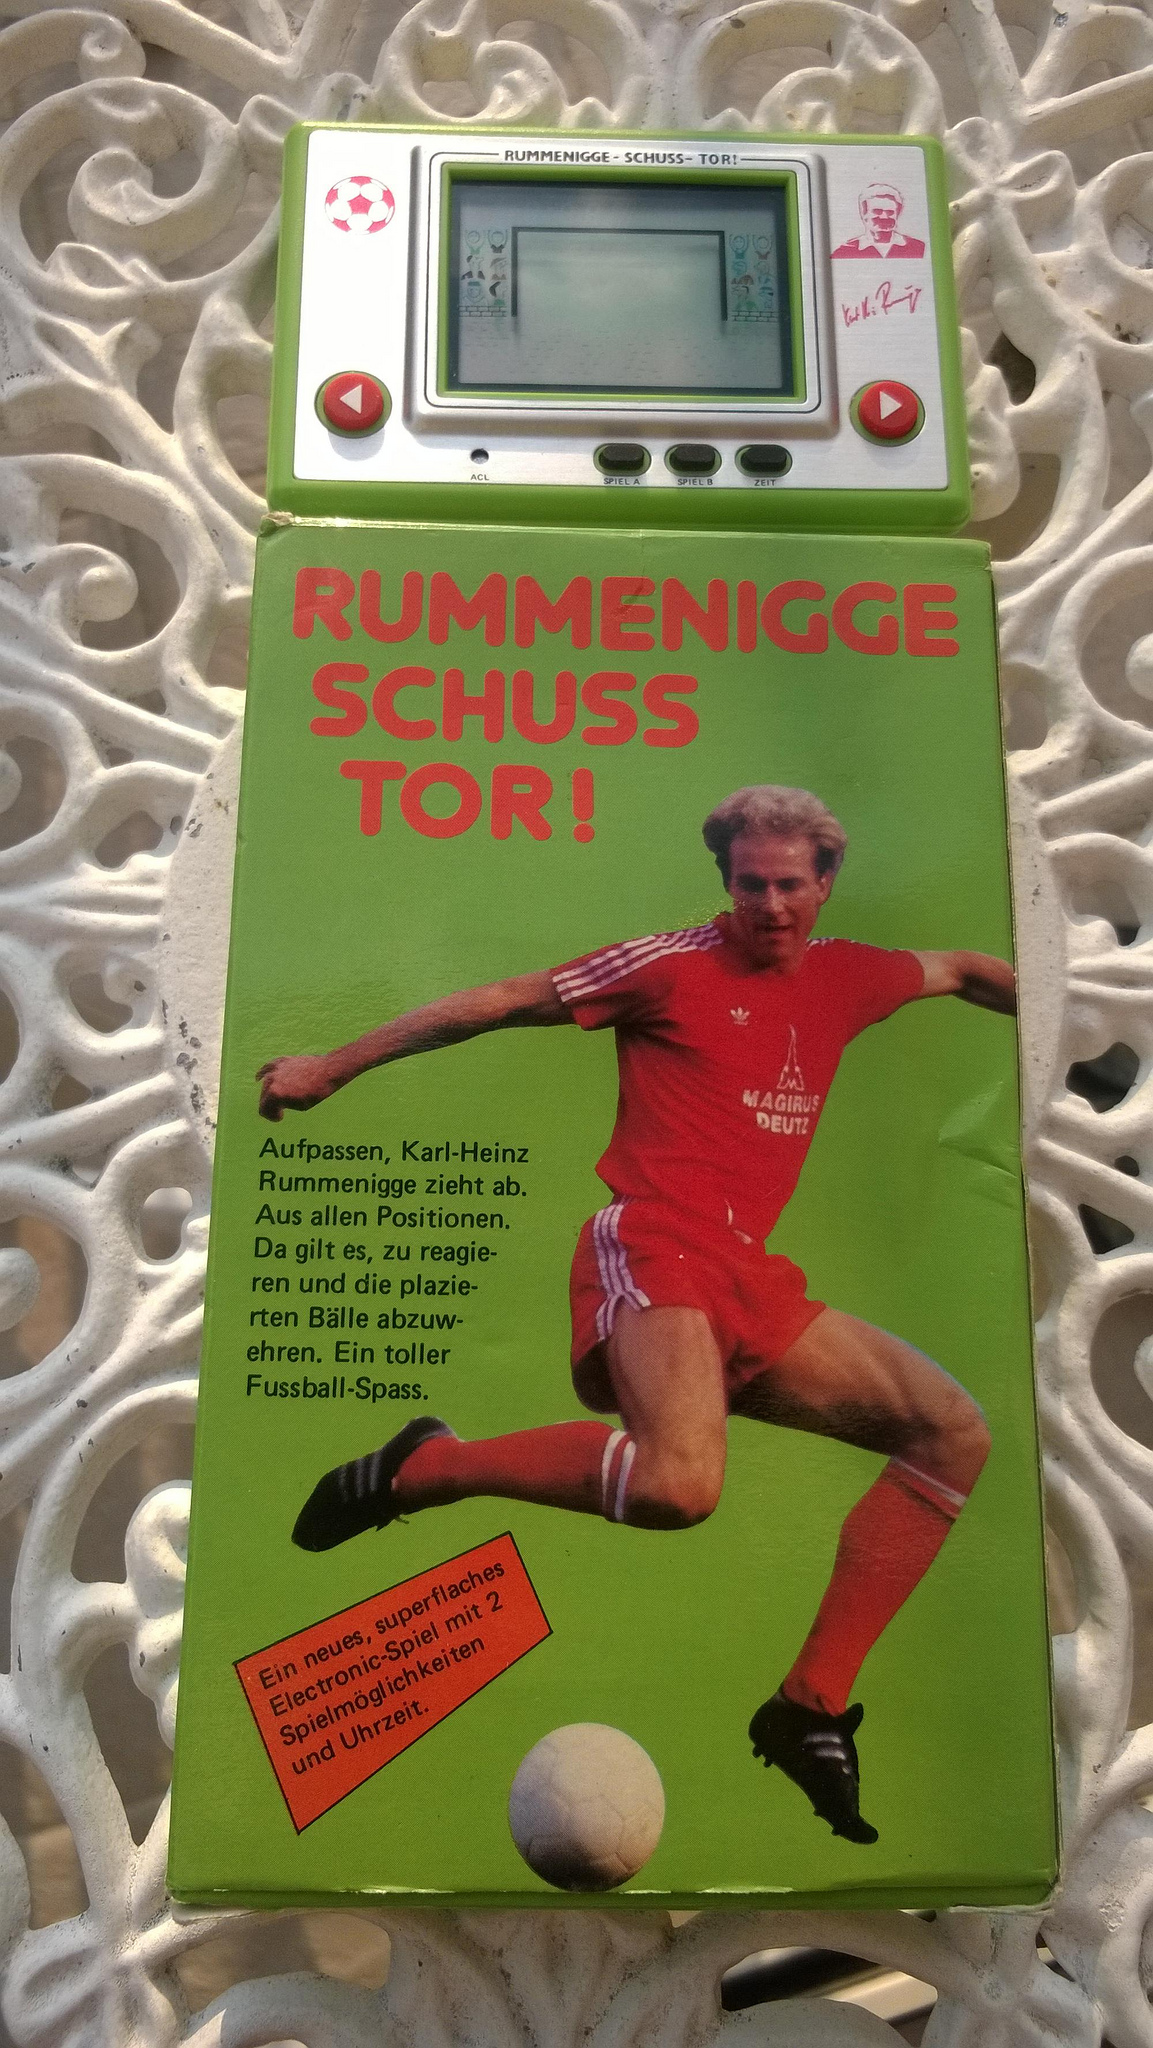 RUMMENIGGE - SCHUSS - TOR!
ACL
SPIEL A
SPIEL B
ZEIT
RUMMENIGGE
SCHUSS
TOR!
MAGIRUS
DEUTZ
Aufpassen, Karl-Heinz
Rummenigge zieht ab.
Aus allen Positionen.
Da gilt es, zu reagie-
ren und die plazie-
rten Bälle abzuw-
ehren. Ein toller
Fussball-Spass.
Ein neues, superflaches
Electronic-Spiel mit 2
Spielmöglichkeiten
und Uhrzeit.